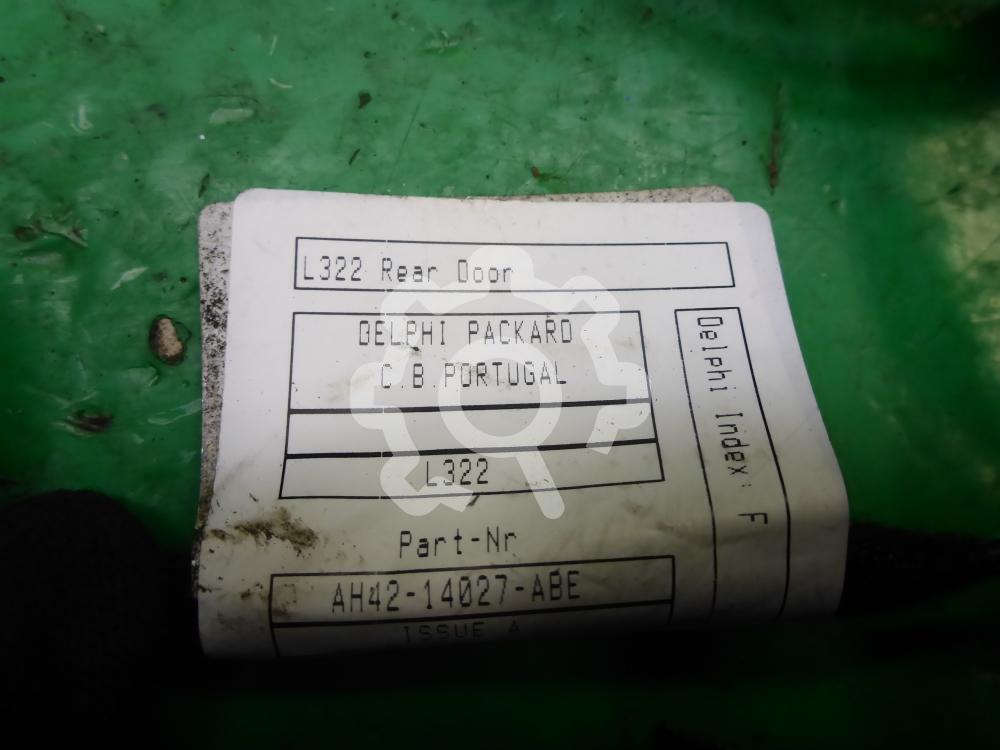 L322 Rear Door
DELPHI PACKARD
C.B.PORTUGAL
L322
Delphi Index: F
Part-Nr
AH42-14027-ABE
ISSUE A